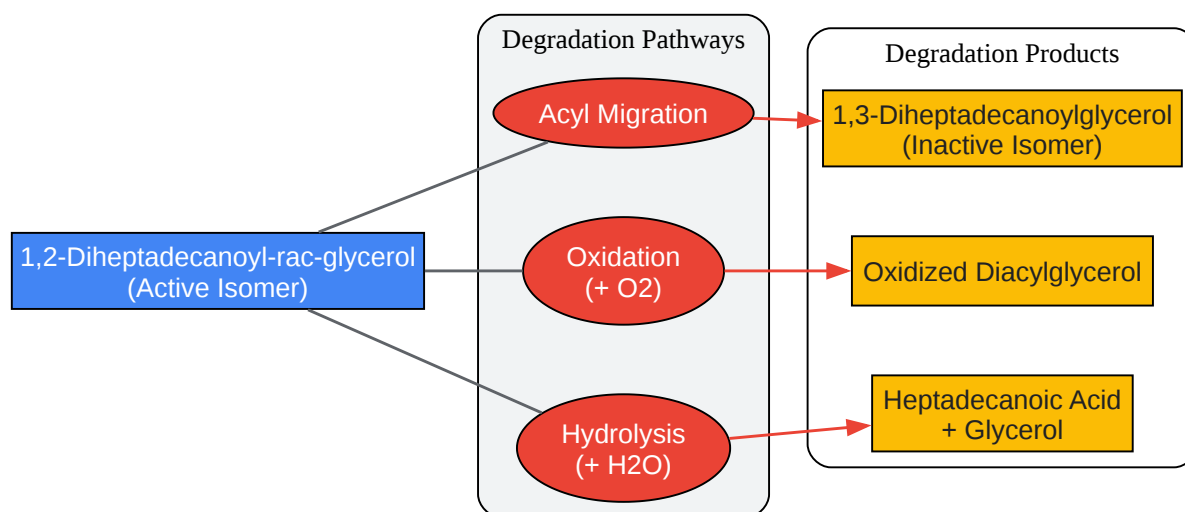 Degradation Pathways
Degradation Products
Acyl Migration
1,3-Diheptadecanoylglycerol
(Inactive Isomer)
1,2-Diheptadecanoyl-rac-glycerol
(Active Isomer)
Oxidation
(+ O2)
Oxidized Diacylglycerol
Hydrolysis
(+ H2O)
Heptadecanoic Acid
+ Glycerol